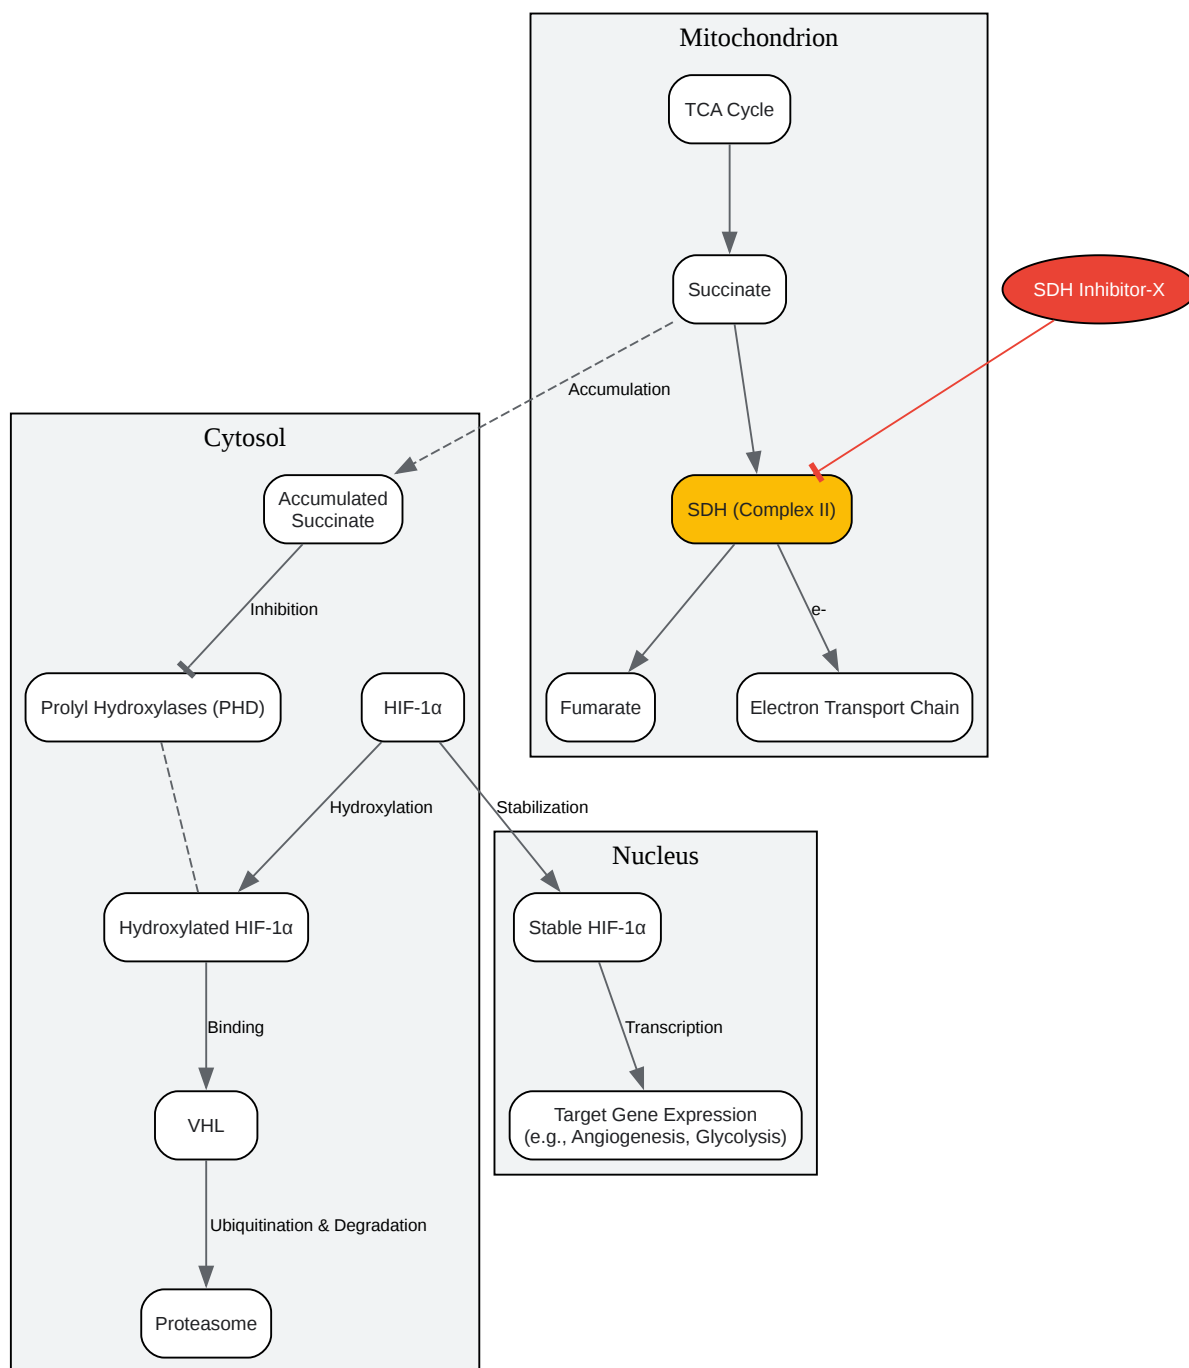 Mitochondrion
TCA Cycle
Succinate
SDH Inhibitor-X
Accumulation
Cytosol
Accumulated
Succinate
SDH (Complex II)
Inhibition
e-
Prolyl Hydroxylases (PHD)
HIF-1α
Fumarate
Electron Transport Chain
Hydroxylation
Stabilization
Nucleus
Hydroxylated HIF-1α
Stable HIF-1α
Binding
Transcription
VHL
Target Gene Expression
(e.g., Angiogenesis, Glycolysis)
Ubiquitination & Degradation
Proteasome